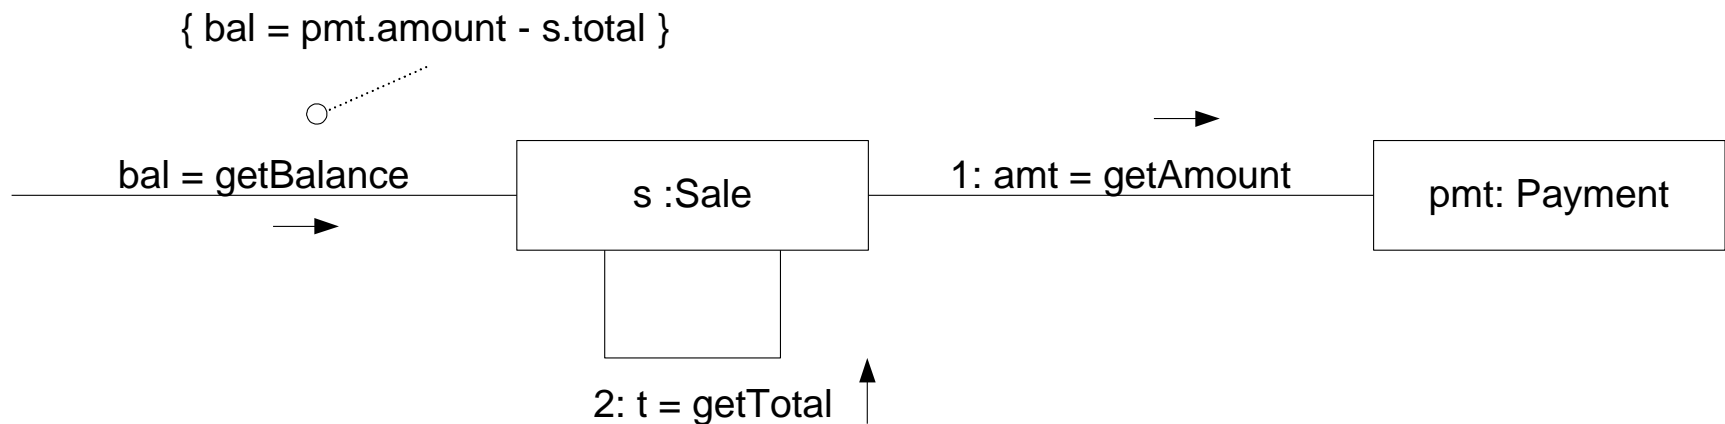 { bal = pmt.amount - s.total }
bal = getBalance
s :Sale
1: amt = getAmount
pmt: Payment
2: t = getTotal